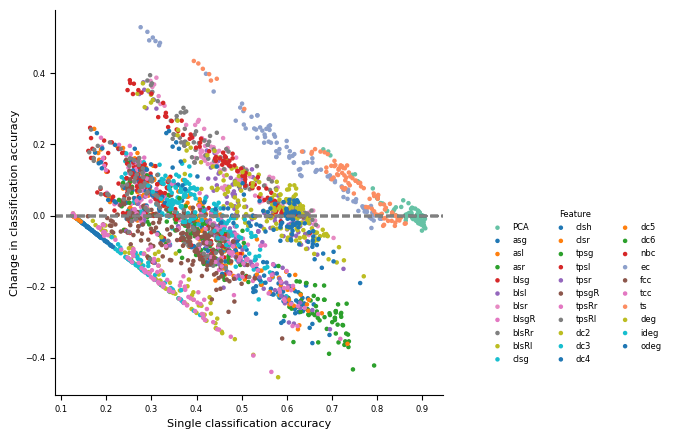 0.4
0.2
0.0
−0.2
−0.4
Change in classification accuracy
0.1 0.2 0.3 0.4 0.5 0.6 0.7 0.8 0.9
Single classification accuracy
Feature
PCA clsh dc5
asg clsr dc6
asl tpsg nbc
asr tpsl ec
blsg tpsr fcc
blsl tpsgR tcc
blsr tpsRr ts
blsgR tpsRl deg
blsRr dc2 ideg
blsRl dc3 odeg
clsg dc4